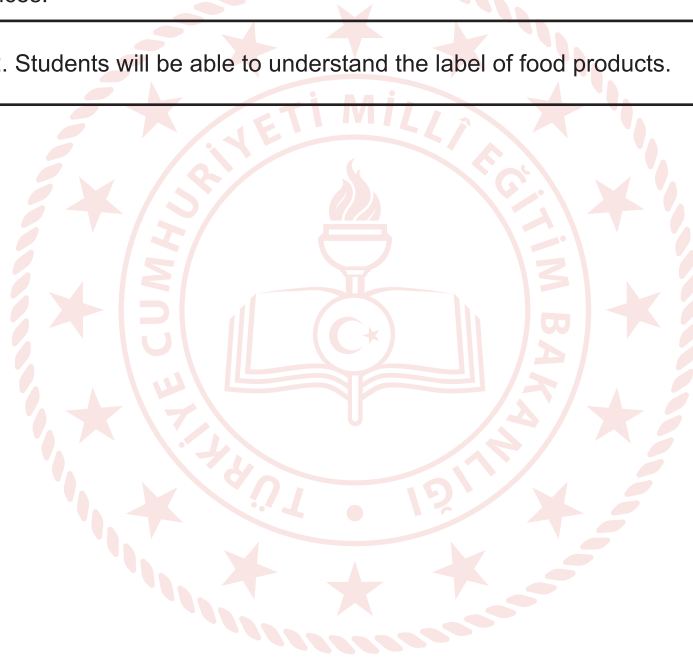 . Students will be able to understand the label of food products.
TÜRKİYE CUMHURİYETİ MİLLÎ EĞİTİM BAKANLIĞI